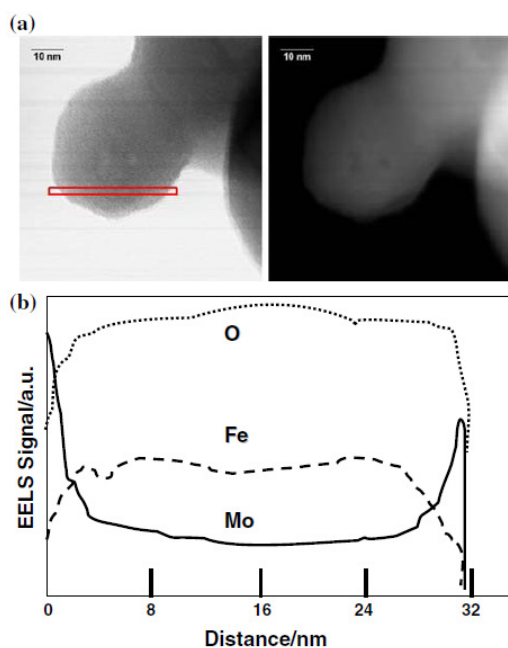 (a)
10 nm
10 nm
(b)
O
Fe
Mo
EELS Signal/a.u.
0
8
16
24
32
Distance/nm